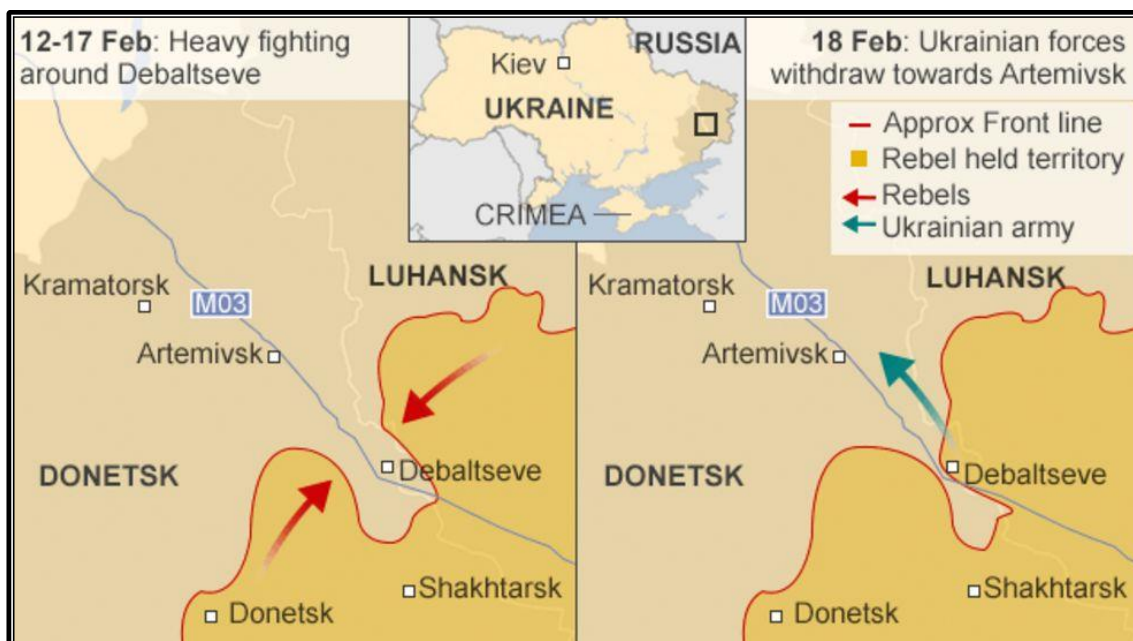 12-17 Feb: Heavy fighting
around Debaltseve
RUSSIA
Kiev
UKRAINE
CRIMEA
18 Feb: Ukrainian forces
withdraw towards Artemivsk
Approx Front line
Rebel held territory
Rebels
Ukrainian army
LUHANSK
Kramatorsk
M03
Artemivsk
DONETSK
Debaltseve
Shakhtarsk
Donetsk
LUHANSK
Kramatorsk
M03
Artemivsk
DONETSK
Debaltseve
Shakhtarsk
Donetsk